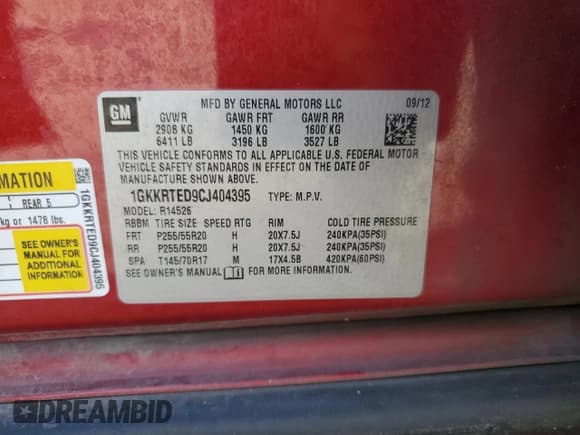 GM
MFD BY GENERAL MOTORS LLC 09/12
GVWR GAWR FRT GAWR RR
2908 KG 1450 KG 1600 KG
6411 LB 3196 LB 3527 LB
THIS VEHICLE CONFORMS TO ALL APPLICABLE U.S. FEDERAL MOTOR
VEHICLE SAFETY STANDARDS IN EFFECT ON THE DATE OF
MANUFACTURE SHOWN ABOVE.
1GKKRTED9CJ404395 TYPE: M.P.V.
MODEL: R14526
RBBM TIRE SIZE SPEED RTG RIM COLD TIRE PRESSURE
FRT P255/55R20 H 20X7.5J 240KPA(35PSI)
RR P255/55R20 H 20X7.5J 240KPA(35PSI)
SPA T145/70R17 M 17X4.5B 420KPA(60PSI)
SEE OWNER'S MANUAL FOR MORE INFORMATION.
MATION
REAR 5
kg or 1478 lbs.
SEE OWNER'S
MANUAL FOR
ADDITIONAL
INFORMATION
1GKKRTED9CJ404395
DREAMBID